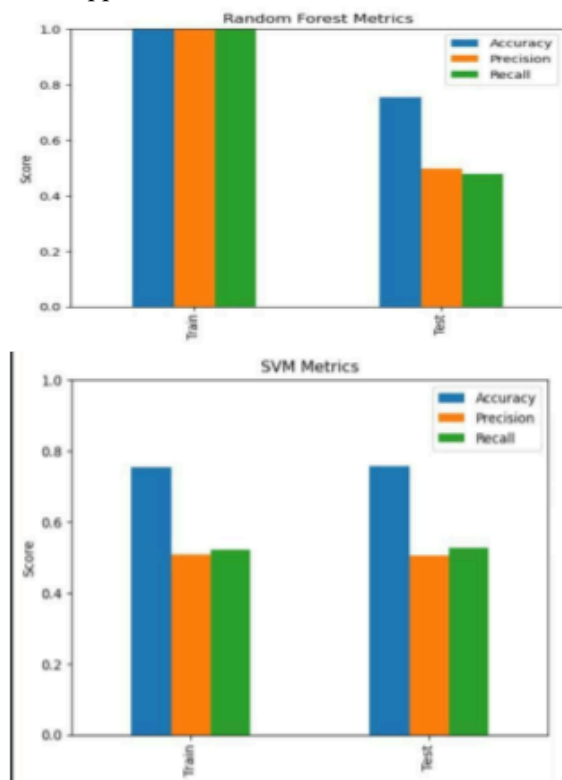 Random Forest Metrics
1.0
0.8
0.6
0.4
0.2
0.0
Score
Accuracy
Precision
Recall
Train
Test
SVM Metrics
1.0
0.8
0.6
0.4
0.2
0.0
Score
Accuracy
Precision
Recall
Train
Test